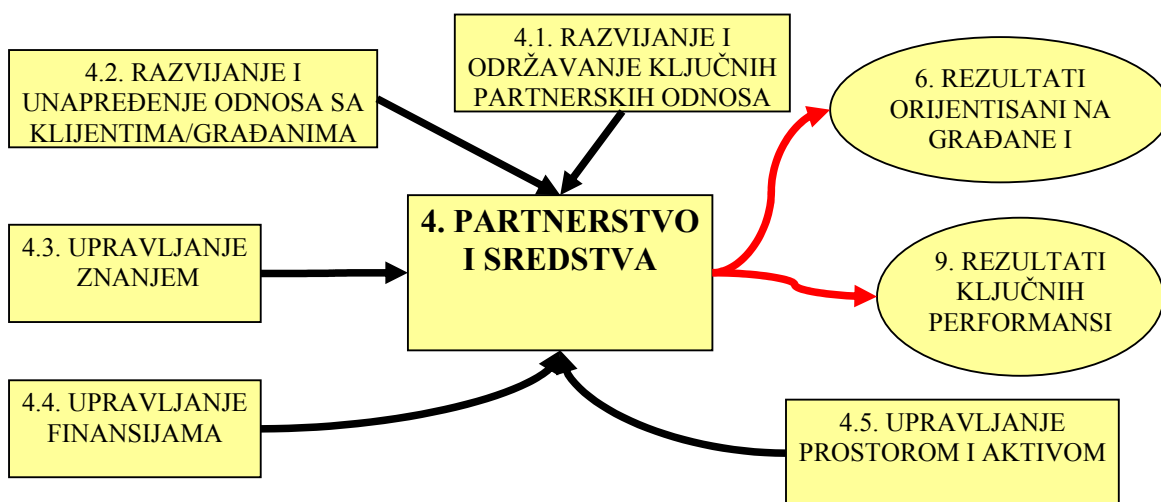 4.1. RAZVIJANJE I
ODRŽAVANJE KLJUČNIH
PARTNERSKIH ODNOSA
4.2. RAZVIJANJE I
UNAPREĐENJE ODNOSA SA
KLIJENTIMA/GRAĐANIMA
6. REZULTATI
ORIJENTISANI NA
GRAĐANE I
4. PARTNERSTVO
I SREDSTVA
4.3. UPRAVLJANJE
ZNANJEM
9. REZULTATI
KLJUČNIH
PERFORMANSI
4.4. UPRAVLJANJE
FINANSIJAMA
4.5. UPRAVLJANJE
PROSTOROM I AKTIVOM